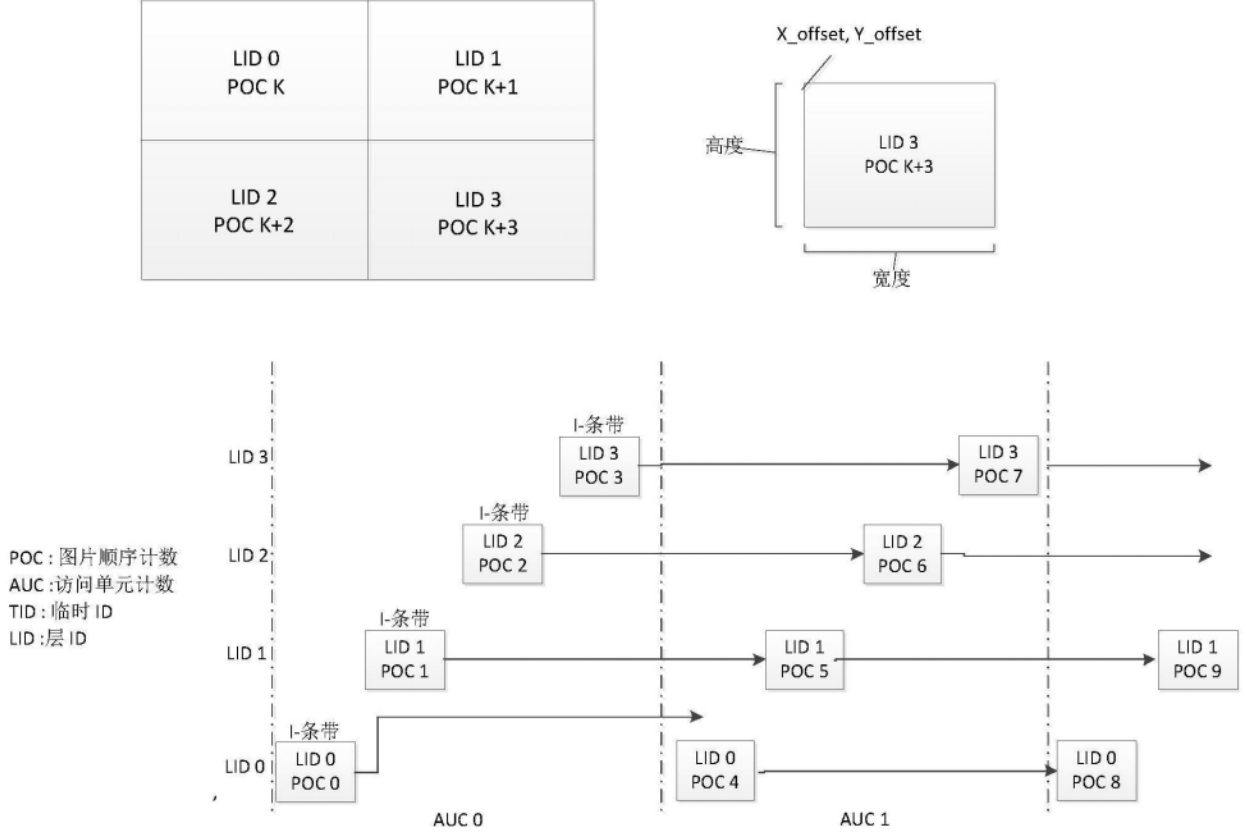 LID 0
POC K
LID 1
POC K+1
LID 2
POC K+2
LID 3
POC K+3
X_offset, Y_offset
高度
LID 3
POC K+3
宽度
POC : 图片顺序计数
AUC : 访问单元计数
TID : 临时 ID
LID :层 ID
LID 3
I-条带
LID 3
POC 3
LID 3
POC 7
LID 2
I-条带
LID 2
POC 2
LID 2
POC 6
LID 1
I-条带
LID 1
POC 1
LID 1
POC 5
LID 1
POC 9
LID 0
I-条带
LID 0
POC 0
LID 0
POC 4
LID 0
POC 8
,
AUC 0
AUC 1